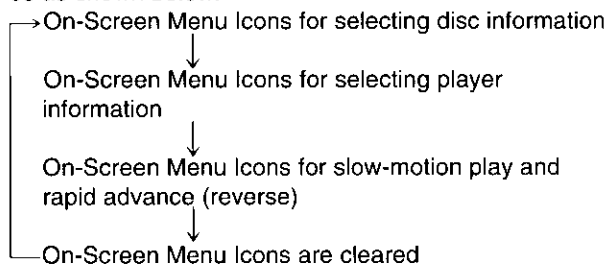 On-Screen Menu Icons for selecting disc information
On-Screen Menu Icons for selecting player
information
On-Screen Menu Icons for slow-motion play and
rapid advance (reverse)
On-Screen Menu Icons are cleared